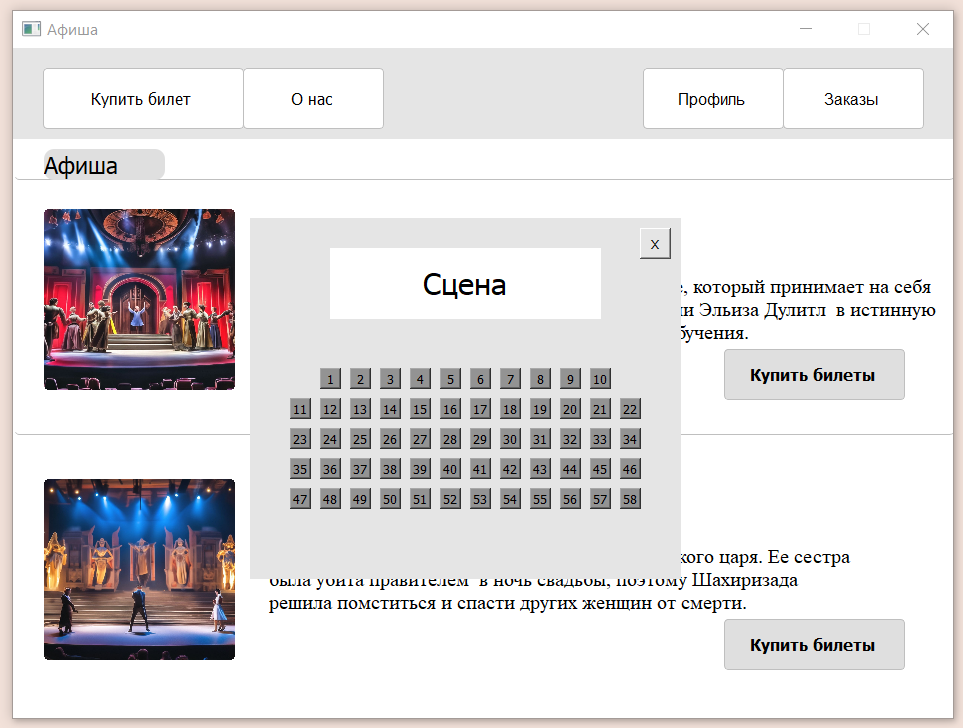 Афиша
Купить билет
О нас
Профиль
Заказы
Афиша
x
Сцена
, который принимает на себя
Эльиза Дулитл в истинную
Купить билеты
1 2 3 4 5 6 7 8 9 10
11 12 13 14 15 16 17 18 19 20 21 22
23 24 25 26 27 28 29 30 31 32 33 34
35 36 37 38 39 40 41 42 43 44 45 46
47 48 49 50 51 52 53 54 55 56 57 58
царя. Ее сестра
была убита правителем в ночь свадьбы, поэтому Шахиризада
решила помститься и спасти других женщин от смерти.
Купить билеты